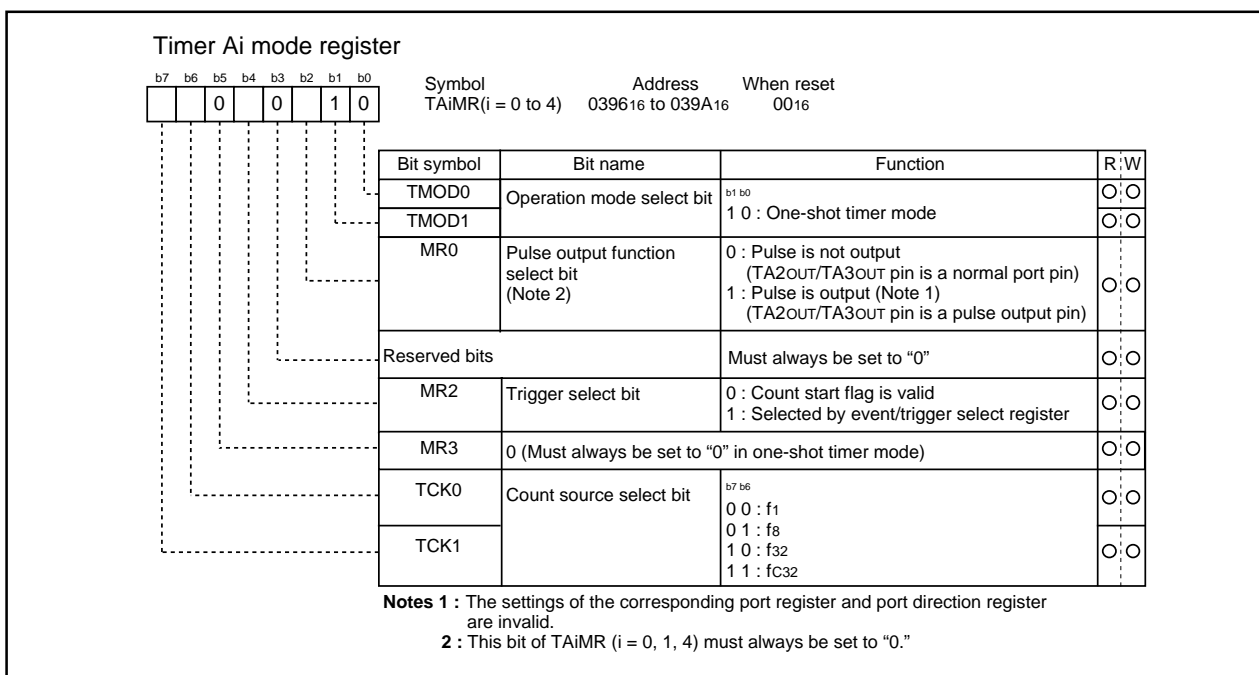 Timer Ai mode register
b7 b6 b5 b4 b3 b2 b1 b0
0 0 1 0
Symbol Address When reset
TAiMR(i = 0 to 4) 039616 to 039A16 0016
Bit symbol Bit name Function R W
TMOD0 Operation mode select bit b1 b0
1 0 : One-shot timer mode
TMOD1
MR0 Pulse output function select bit (Note 2)
0 : Pulse is not output
(TA2OUT/TA3OUT pin is a normal port pin)
1 : Pulse is output (Note 1)
(TA2OUT/TA3OUT pin is a pulse output pin)
Reserved bits Must always be set to “0”
MR2 Trigger select bit 0 : Count start flag is valid
1 : Selected by event/trigger select register
MR3 0 (Must always be set to “0” in one-shot timer mode)
TCK0 Count source select bit b7 b6
0 0 : f1
0 1 : f8
TCK1 1 0 : f32
1 1 : fC32
Notes 1 : The settings of the corresponding port register and port direction register
are invalid.
2 : This bit of TAiMR (i = 0, 1, 4) must always be set to “0.”